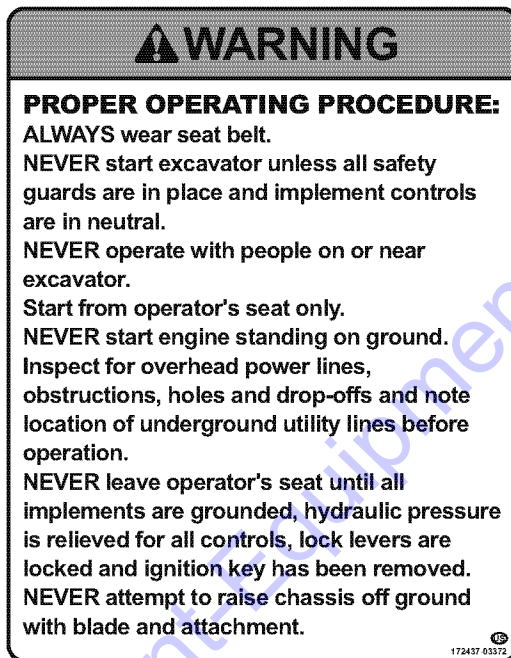 WARNING
PROPER OPERATING PROCEDURE:
ALWAYS wear seat belt.
NEVER start excavator unless all safety
guards are in place and implement controls
are in neutral.
NEVER operate with people on or near
excavator.
Start from operator's seat only.
NEVER start engine standing on ground.
Inspect for overhead power lines,
obstructions, holes and drop-offs and note
location of underground utility lines before
operation.
NEVER leave operator's seat until all
implements are grounded, hydraulic pressure
is relieved for all controls, lock levers are
locked and ignition key has been removed.
NEVER attempt to raise chassis off ground
with blade and attachment.
US
172437 03372